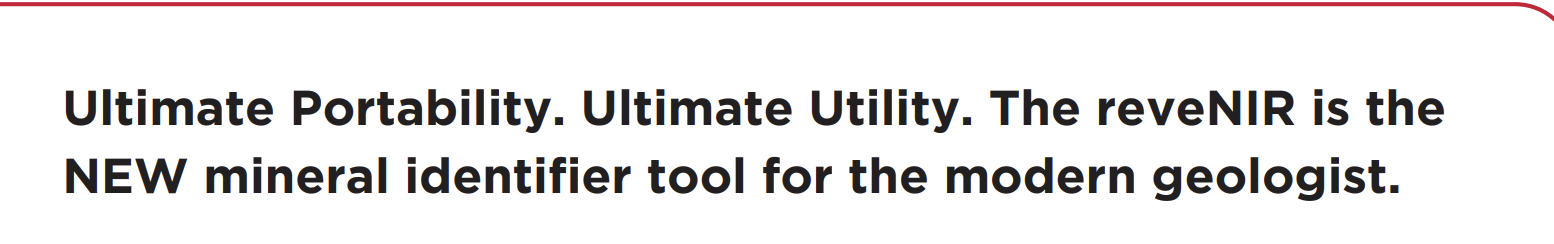 Ultimate Portability. Ultimate Utility. The reveNIR is the
NEW mineral identifier tool for the modern geologist.